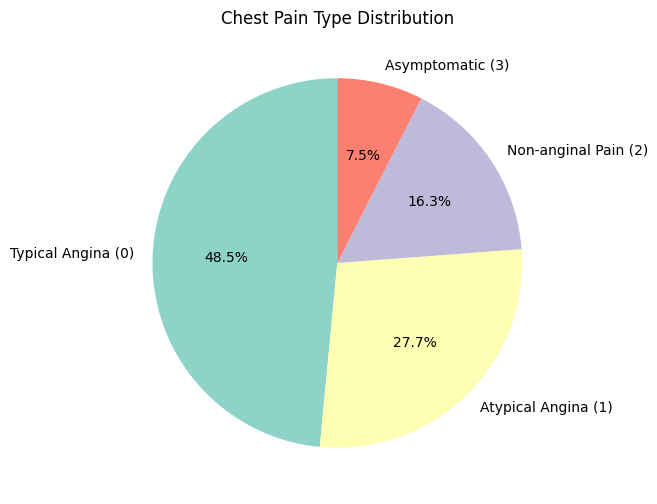 Chest Pain Type Distribution
Asymptomatic (3)
7.5%
Non-anginal Pain (2)
16.3%
Typical Angina (0)
48.5%
27.7%
Atypical Angina (1)